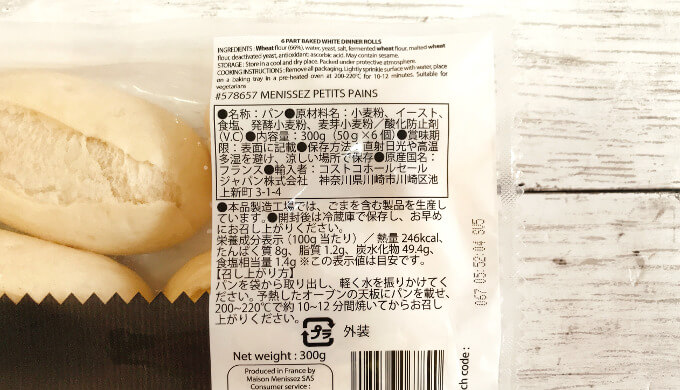 6 PART BAKED WHITE DINNER ROLLS
INGREDIENTS : Wheat flour (66%), water, yeast, salt, fermented wheat flour, malted wheat
flour, deactivated yeast, antioxidant: ascorbic acid. May contain sesame.
STORAGE : Store in a cool and dry place. Packed under protective atmosphere.
COOKING INSTRUCTIONS : Remove all packaging. Lightly sprinkle surface with water, place
on a baking tray in a pre-heated oven at 200-220°C for 10-12 minutes. Suitable for
vegetarians
#578657 MENISSEZ PETITS PAINS
●名称：パン●原材料名：小麦粉、イースト、
食塩、発酵小麦粉、麦芽小麦粉／酸化防止剤
(V.C)●内容量：300g（50ｇ×6個）●賞味期
限：表面に記載●保存方法：直射日光や高温
多湿を避け、涼しい場所で保存●原産国名：
フランス●輸入者：コストコホールセール
ジャパン株式会社　神奈川県川崎市川崎区池
上新町 3-1-4
●本品製造工場では、ごまを含む製品を生産し
ています。●開封後は冷蔵庫で保存し、お早め
にお召し上がりください。
栄養成分表示（100g 当たり）／熱量 246kcal、
たんぱく質 8g、脂質 1.2g、炭水化物 49.4g、
食塩相当量 1.4g ※この表示値は目安です。
【召し上がり方】
パンを袋から取り出し、軽く水を振りかけてく
ださい。予熱したオーブンの天板にパンを載せ、
200~220℃で約 10~12 分間焼いてからお召し
上がりください。
プラ 外装
Net weight : 300g
Produced in France by
Maison Menissez SAS
Consumer service :
ch code :
067 05:52:04 SV5